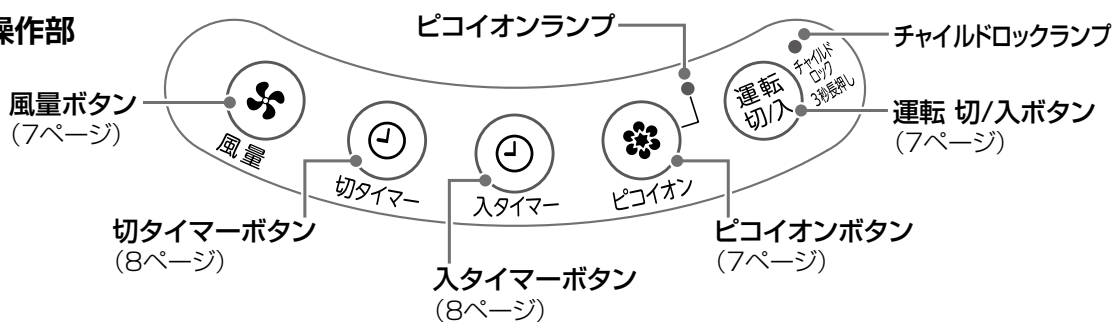 操作部
ピコイオンランプ
チャイルドロックランプ
風量ボタン
（7ページ）
運転 切/入ボタン
（7ページ）
風量
切タイマー
入タイマー
ピコイオン
運転
切/入
チャイルド
ロック
3秒長押し
切タイマーボタン
（8ページ）
入タイマーボタン
（8ページ）
ピコイオンボタン
（7ページ）